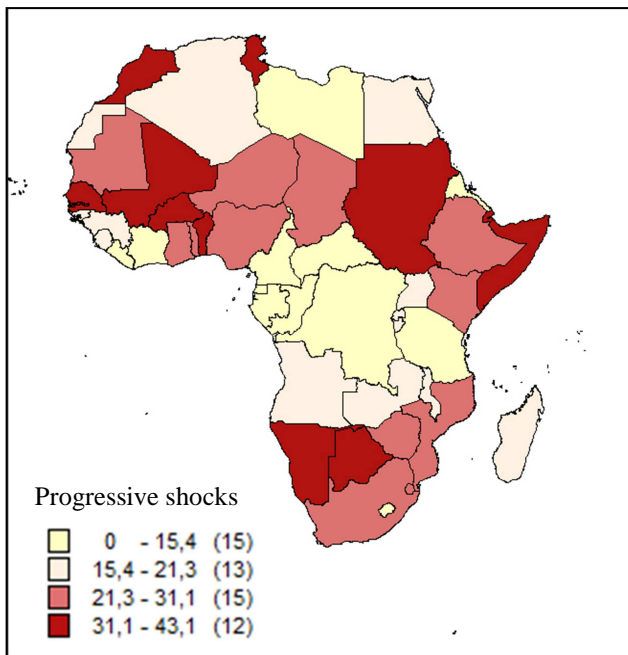 Progressive shocks
0 - 15,4 (15)
15,4 - 21,3 (13)
21,3 - 31,1 (15)
31,1 - 43,1 (12)